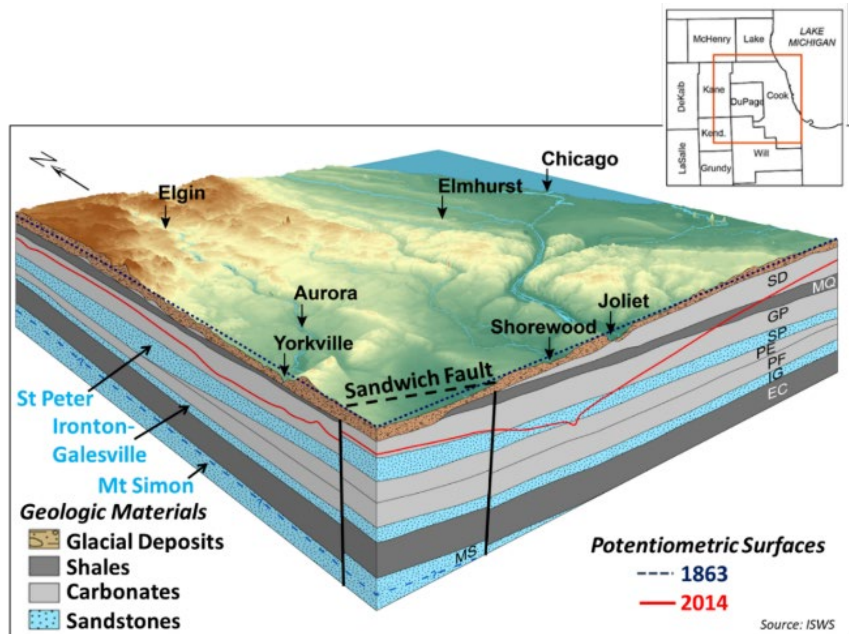 McHenry
Lake
LAKE
MICHIGAN
DeKalb
Kane
Cook
DuPage
Kend.
LaSalle
Grundy
Will
N
Chicago
Elgin
Elmhurst
Aurora
Joliet
Yorkville
Shorewood
Sandwich Fault
SD
MQ
GP
SP
PE
PF
IG
EC
MS
St Peter
Ironton-
Galesville
Mt Simon
Geologic Materials
Glacial Deposits
Shales
Carbonates
Sandstones
Potentiometric Surfaces
1863
2014
Source: ISWS